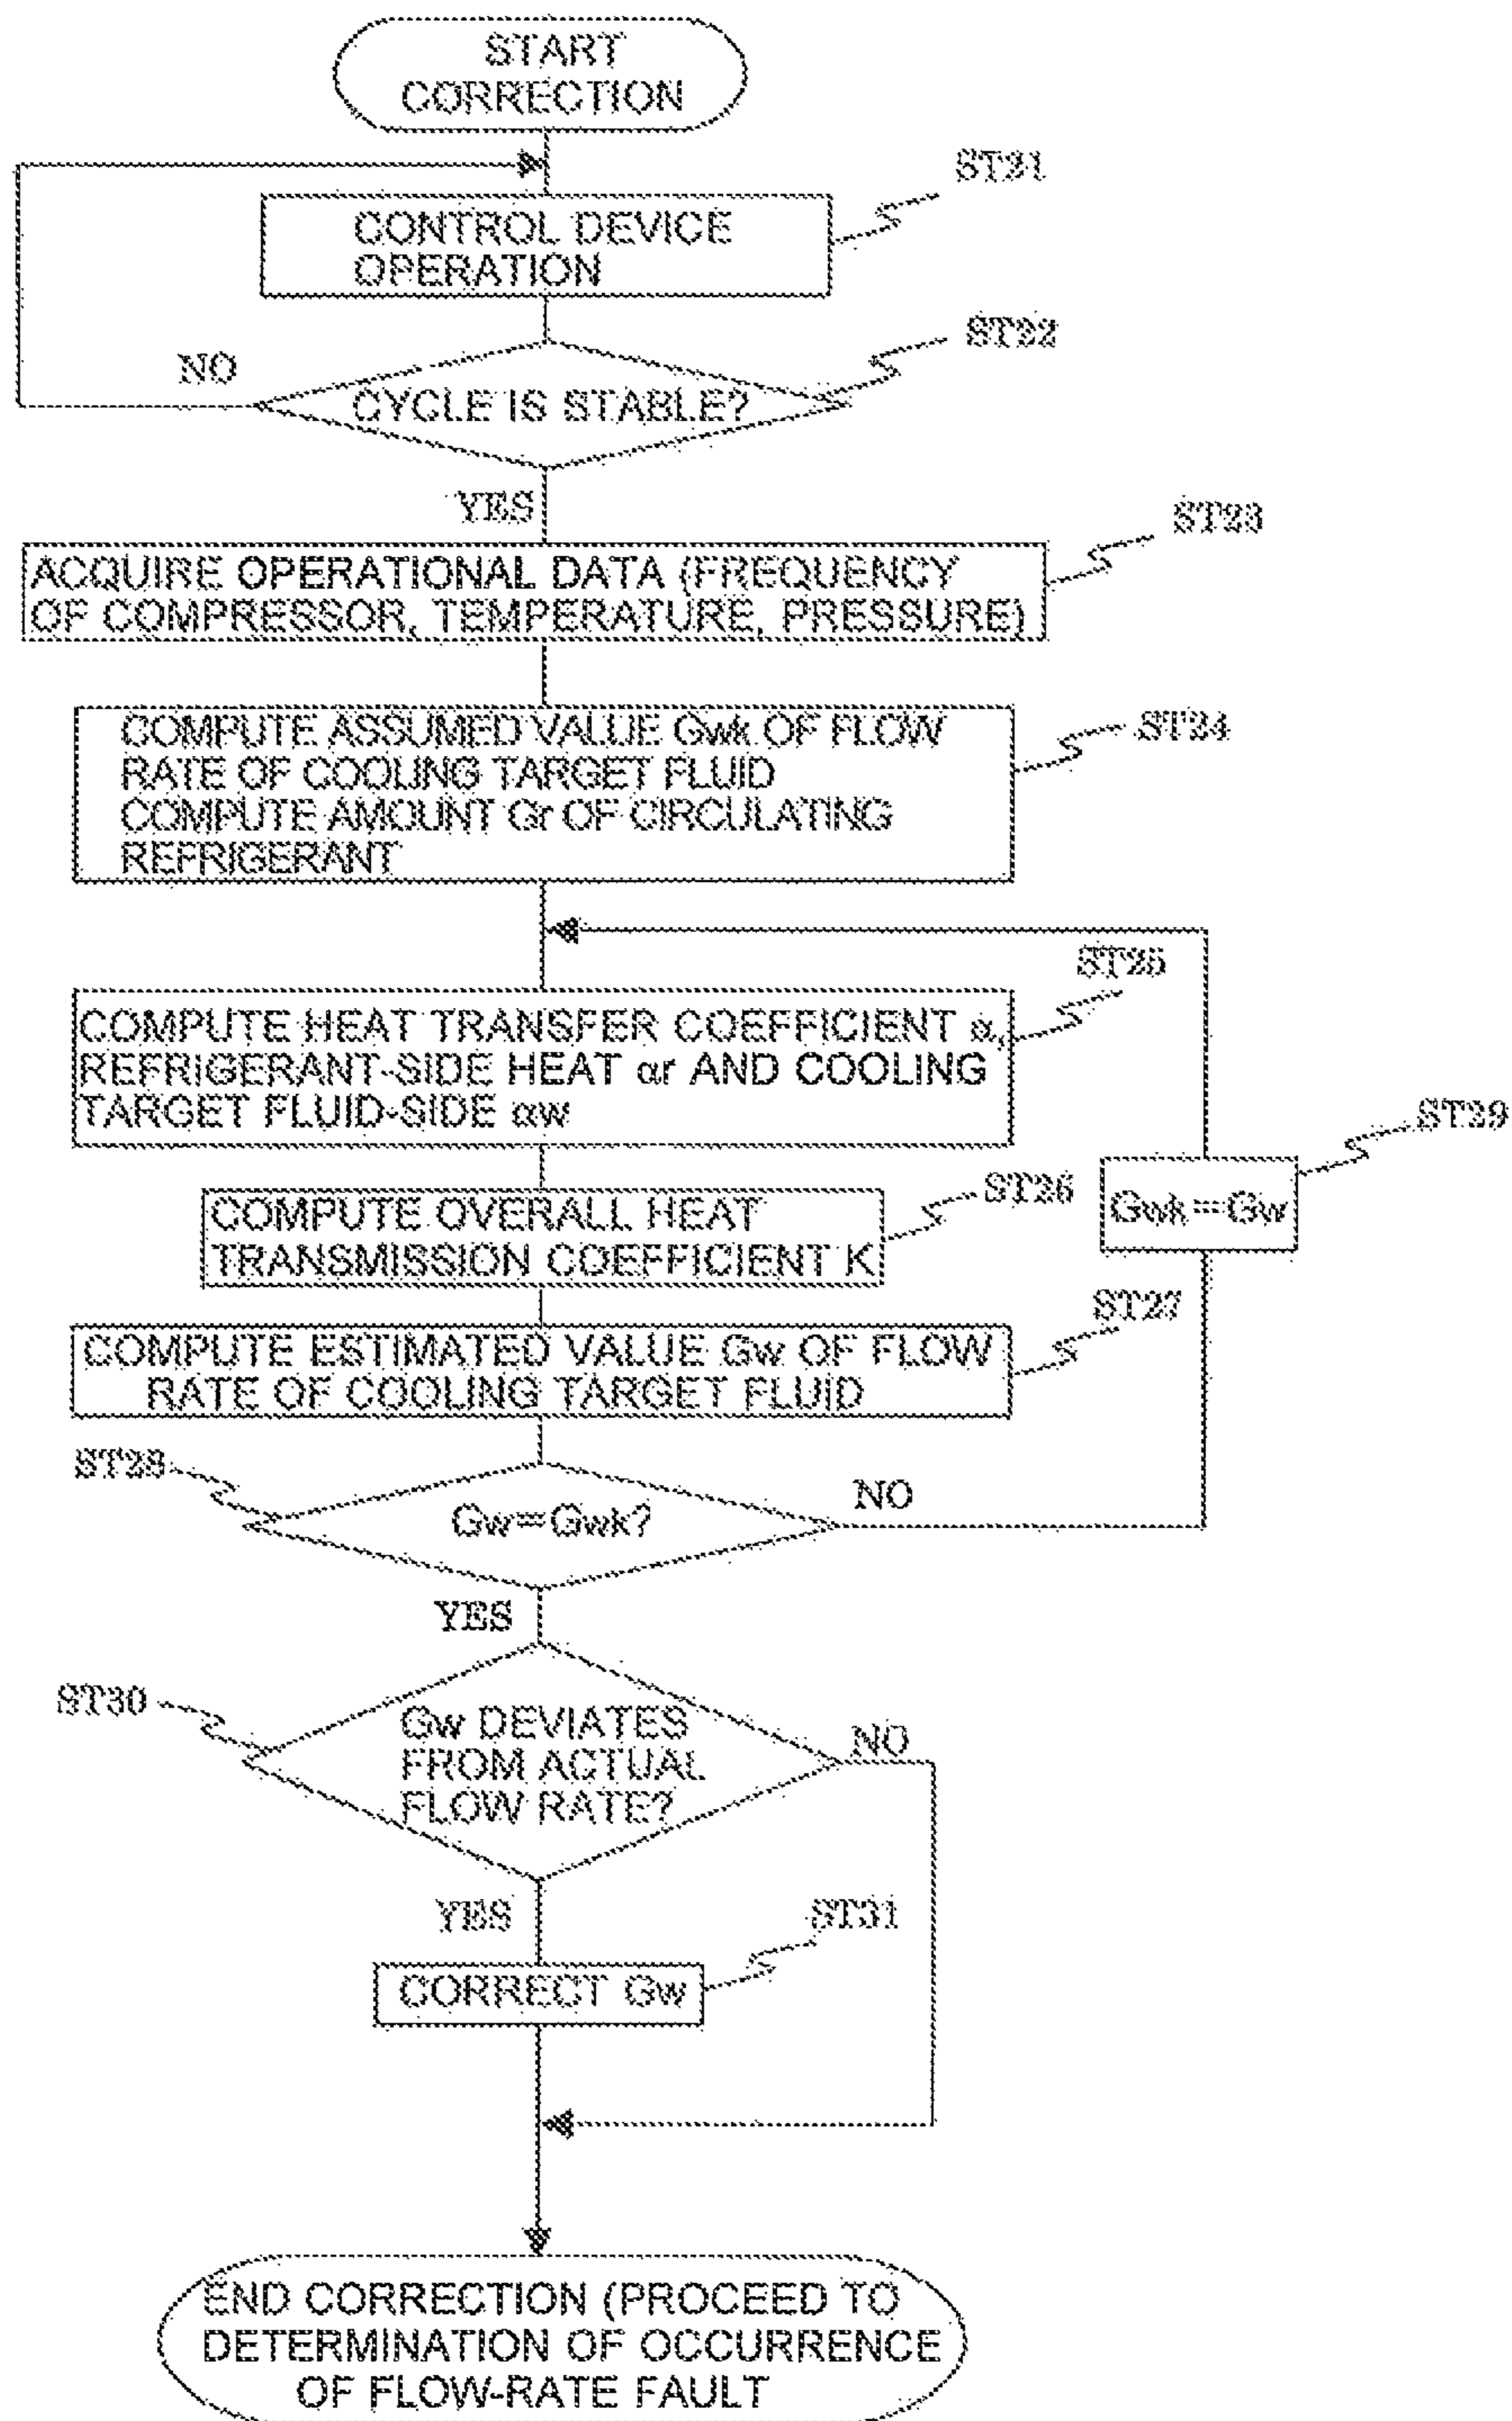 START
CORRECTION
ST21
CONTROL DEVICE
OPERATION
ST22
NO
CYCLE IS STABLE?
YES
ST23
ACQUIRE OPERATIONAL DATA (FREQUENCY
OF COMPRESSOR, TEMPERATURE, PRESSURE)
ST24
COMPUTE ASSUMED VALUE Gwk OF FLOW
RATE OF COOLING TARGET FLUID
COMPUTE AMOUNT Gr OF CIRCULATING
REFRIGERANT
ST25
COMPUTE HEAT TRANSFER COEFFICIENT α,
REFRIGERANT-SIDE HEAT αr AND COOLING
TARGET FLUID-SIDE αw
ST29
Gwk=Gw
ST26
COMPUTE OVERALL HEAT
TRANSMISSION COEFFICIENT K
ST27
COMPUTE ESTIMATED VALUE Gw OF FLOW
RATE OF COOLING TARGET FLUID
ST28
Gw=Gwk?
NO
YES
ST30
Gw DEVIATES
FROM ACTUAL
FLOW RATE?
NO
YES
ST31
CORRECT Gw
END CORRECTION (PROCEED TO
DETERMINATION OF OCCURRENCE
OF FLOW-RATE FAULT